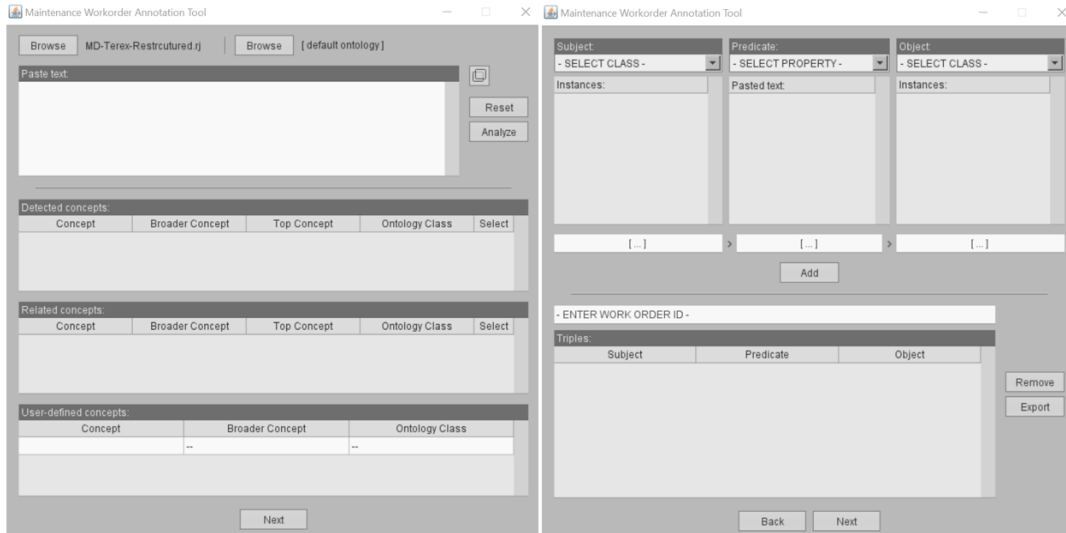 Maintenance Workorder Annotation Tool
Browse MD-Terex-Restrcutured.rj Browse [ default ontology ]
Paste text:
Reset
Analyze
Detected concepts:
Concept Broader Concept Top Concept Ontology Class Select
Related concepts:
Concept Broader Concept Top Concept Ontology Class Select
User-defined concepts:
Concept Broader Concept Ontology Class
-- --
Next
Maintenance Workorder Annotation Tool
Subject: Predicate: Object:
- SELECT CLASS - - SELECT PROPERTY - - SELECT CLASS -
Instances: Pasted text: Instances:
[ ... ] > [ ... ] > [ ... ]
Add
- ENTER WORK ORDER ID -
Triples:
Subject Predicate Object
Remove
Export
Back Next